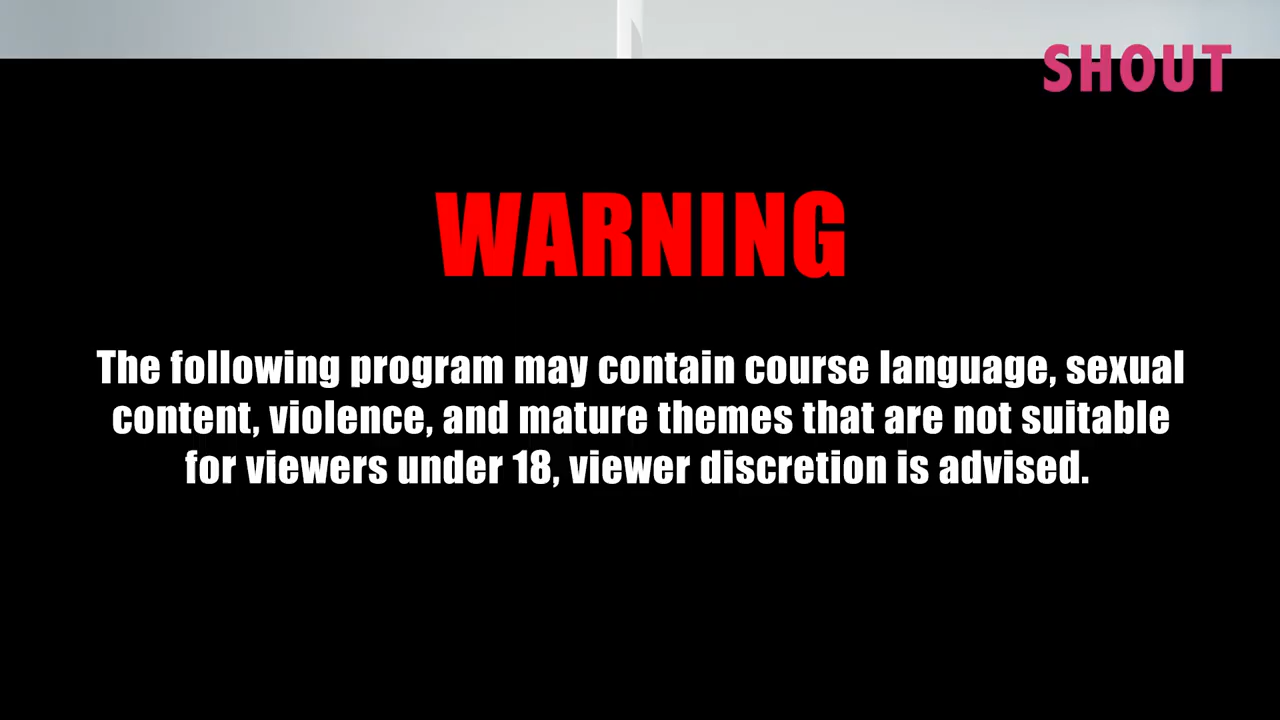 SHOUT
WARNING
The following program may contain course language, sexual
content, violence, and mature themes that are not suitable
for viewers under 18, viewer discretion is advised.